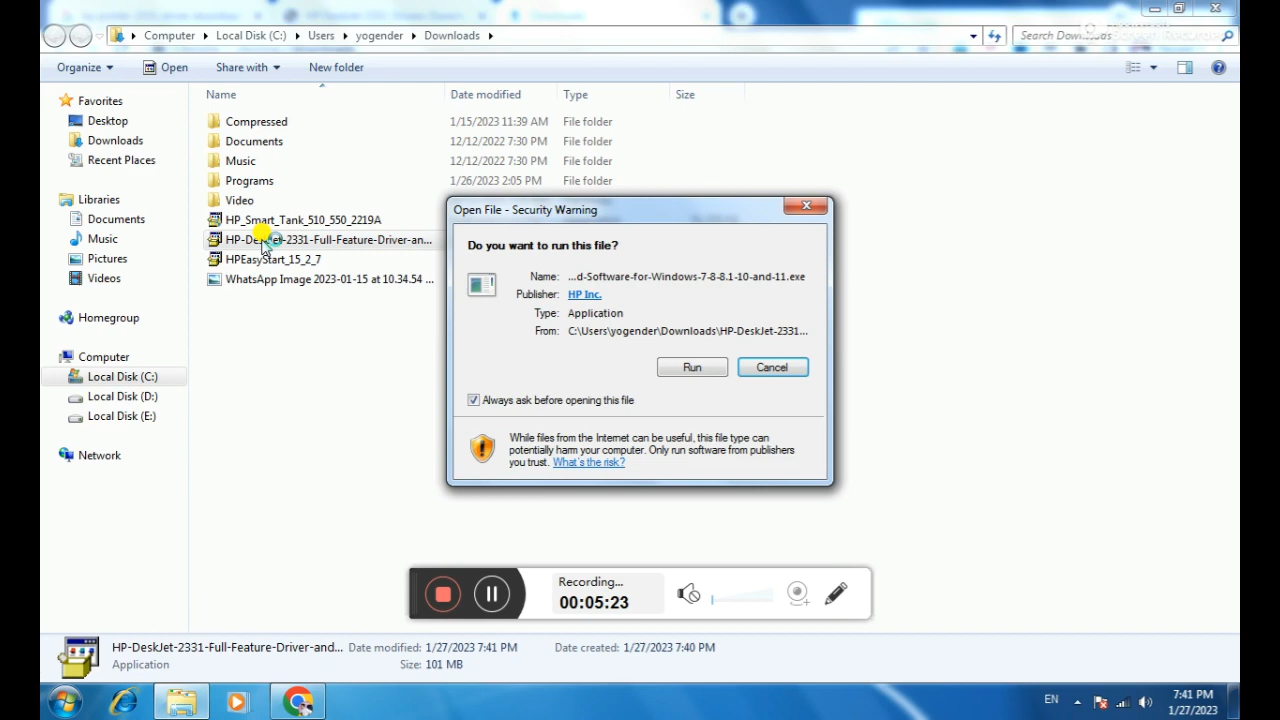 Computer Local Disk (C:) Users yogender Downloads
Search Dow
Organize Open Share with New folder
Name Date modified Type Size
Favorites
Desktop
Downloads
Recent Places
Libraries
Documents
Music
Pictures
Videos
Homegroup
Computer
Local Disk (C:)
Local Disk (D:)
Local Disk (E:)
Network
Compressed 1/15/2023 11:39 AM File folder
Documents 12/12/2022 7:30 PM File folder
Music 12/12/2022 7:30 PM File folder
Programs 1/26/2023 2:05 PM File folder
Video
HP_Smart_Tank_510_550_2219A
HP-DeskJet-2331-Full-Feature-Driver-an...
HPEasyStart_15_2_7
WhatsApp Image 2023-01-15 at 10.34.54 ...
Open File - Security Warning
Do you want to run this file?
Name: ...d-Software-for-Windows-7-8-8.1-10-and-11.exe
Publisher: HP Inc.
Type: Application
From: C:\Users\yogender\Downloads\HP-DeskJet-2331...
Run Cancel
Always ask before opening this file
While files from the Internet can be useful, this file type can
potentially harm your computer. Only run software from publishers
you trust. What's the risk?
Recording...
00:05:23
HP-DeskJet-2331-Full-Feature-Driver-and... Date modified: 1/27/2023 7:41 PM Date created: 1/27/2023 7:40 PM
Application Size: 101 MB
EN 7:41 PM
1/27/2023